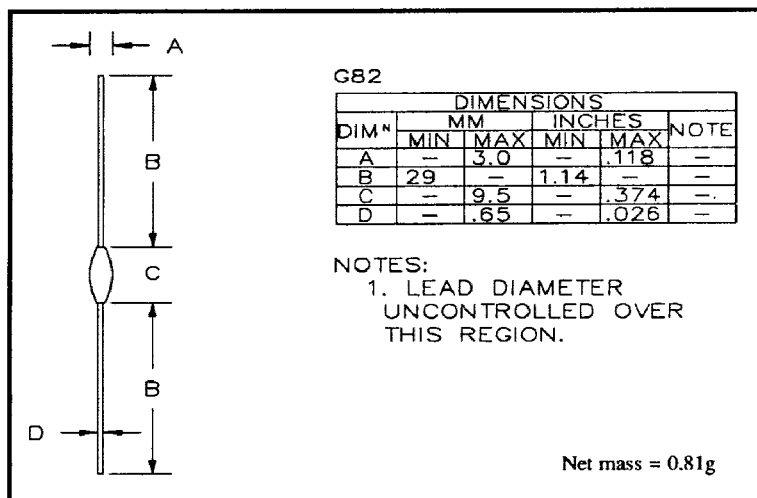 A
G82
DIMENSIONS
DIMᴺ MM INCHES NOTE
MIN MAX MIN MAX
A — 3.0 — .118 —
B 29 — 1.14 — —
C — 9.5 — .374 —.
D — .65 — .026 —
B
C
B
D
NOTES:
1. LEAD DIAMETER
UNCONTROLLED OVER
THIS REGION.
Net mass = 0.81g